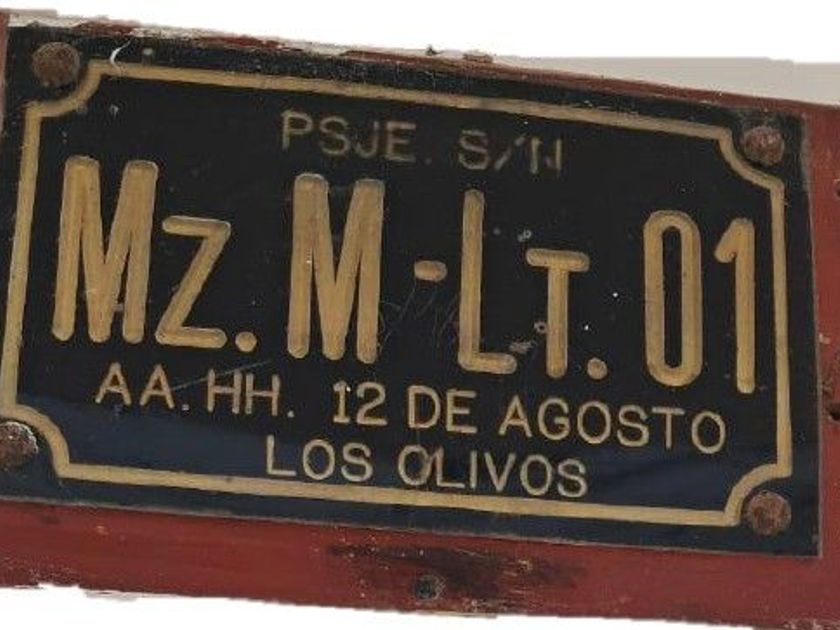 PSJE. S/N
MZ. M-LT. 01
AA. HH. 12 DE AGOSTO
LOS OLIVOS